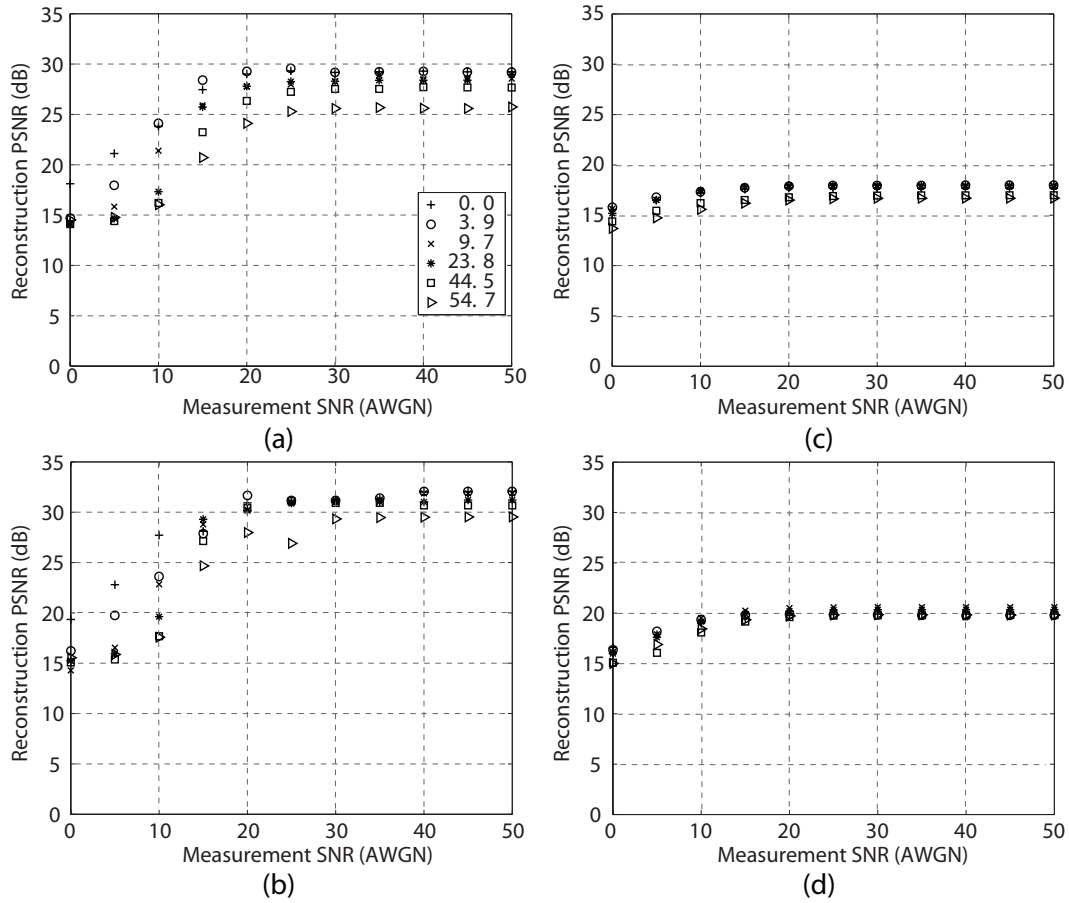 35
30
25
20
15
10
5
0
0 10 20 30 40 50
Reconstruction PSNR (dB)
Measurement SNR (AWGN)
0. 0
3. 9
9. 7
23. 8
44. 5
54. 7
(a)
35
30
25
20
15
10
5
0
0 10 20 30 40 50
Reconstruction PSNR (dB)
Measurement SNR (AWGN)
(c)
35
30
25
20
15
10
5
0
0 10 20 30 40 50
Reconstruction PSNR (dB)
Measurement SNR (AWGN)
(b)
35
30
25
20
15
10
5
0
0 10 20 30 40 50
Reconstruction PSNR (dB)
Measurement SNR (AWGN)
(d)